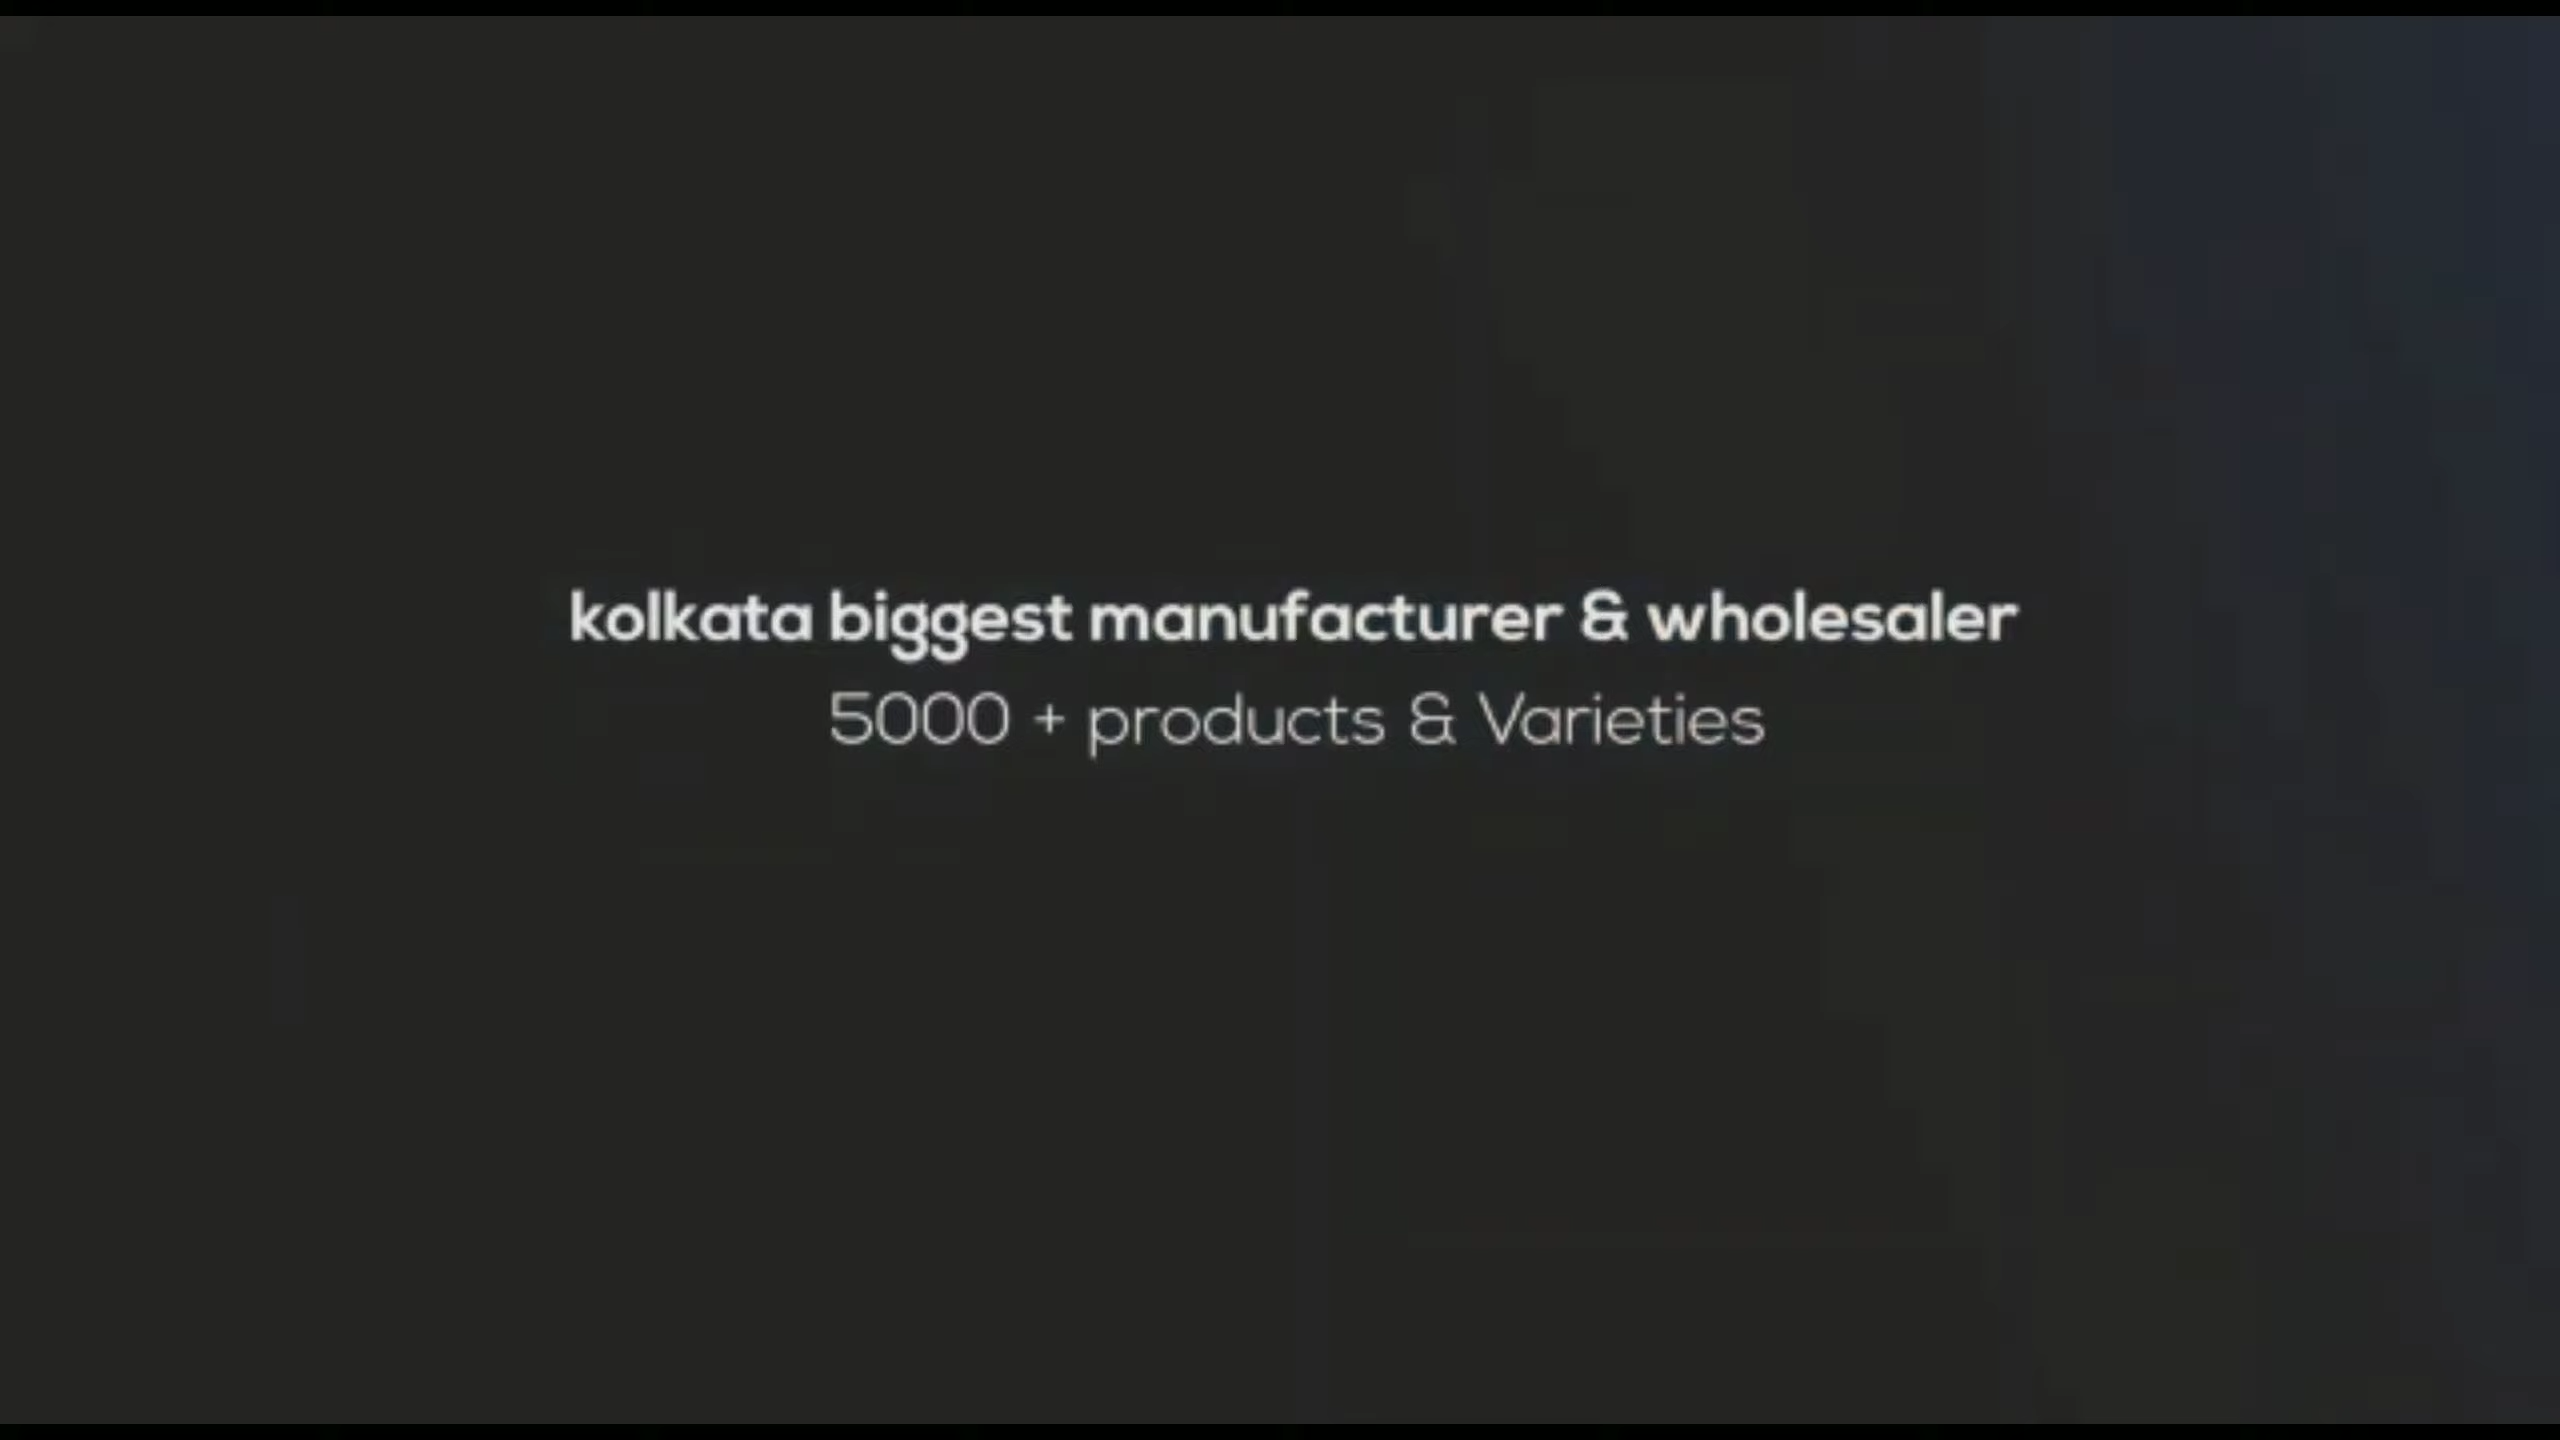 kolkata biggest manufacturer & wholesaler
5000 + products & Varieties